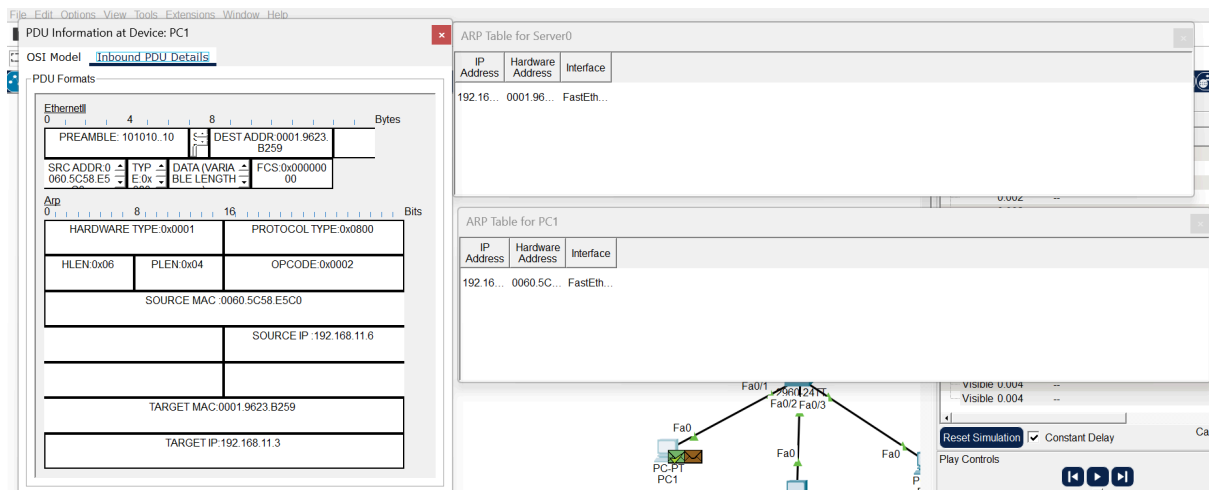 File Edit Options View Tools Extensions Window Help
PDU Information at Device: PC1
OSI Model Inbound PDU Details
PDU Formats
EthernetII
0 4 8 Bytes
PREAMBLE: 101010..10
DEST ADDR:0001.9623.
B259
SRC ADDR:0
060.5C58.E5
TYP
E:0x
DATA (VARIA
BLE LENGTH
FCS:0x000000
00
Arp
0 8 16 Bits
HARDWARE TYPE:0x0001 PROTOCOL TYPE:0x0800
HLEN:0x06 PLEN:0x04 OPCODE:0x0002
SOURCE MAC :0060.5C58.E5C0
SOURCE IP :192.168.11.6
TARGET MAC:0001.9623.B259
TARGET IP:192.168.11.3
ARP Table for Server0
IP
Address
Hardware
Address
Interface
192.16... 0001.96... FastEth...
0.002 --
ARP Table for PC1
IP
Address
Hardware
Address
Interface
192.16... 0060.5C... FastEth...
Visible 0.004 --
Visible 0.004 --
Fa0/1
2960-24TT
Fa0/2 Fa0/3
Fa0
Fa0
Fa0
PC-PT
PC1
P
Reset Simulation Constant Delay
Ca
Play Controls